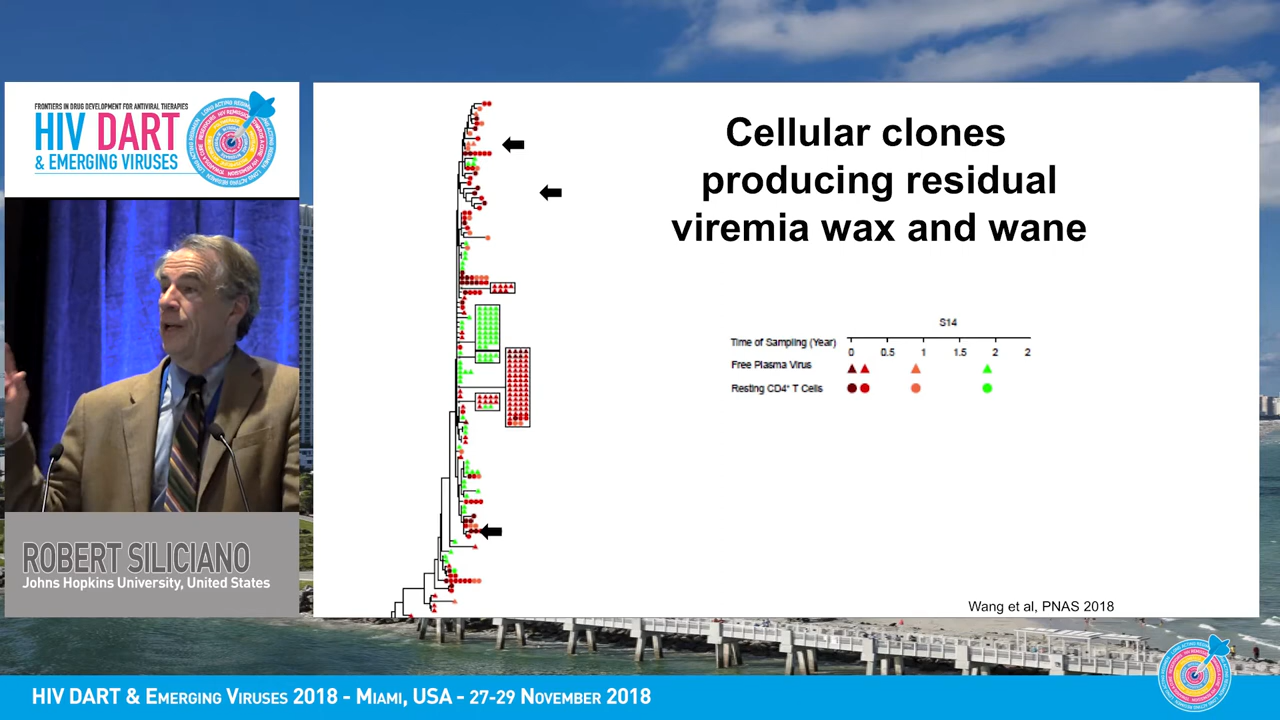 FRONTIERS IN DRUG DEVELOPMENT FOR ANTIVIRAL THERAPIES
HIV DART
& EMERGING VIRUSES
Cellular clones
producing residual
viremia wax and wane
S14
Time of Sampling (Year)
0 0.5 1 1.5 2 2
Free Plasma Virus
Resting CD4⁺ T Cells
Wang et al, PNAS 2018
ROBERT SILICIANO
Johns Hopkins University, United States
HIV DART & EMERGING VIRUSES 2018 - MIAMI, USA - 27-29 NOVEMBER 2018